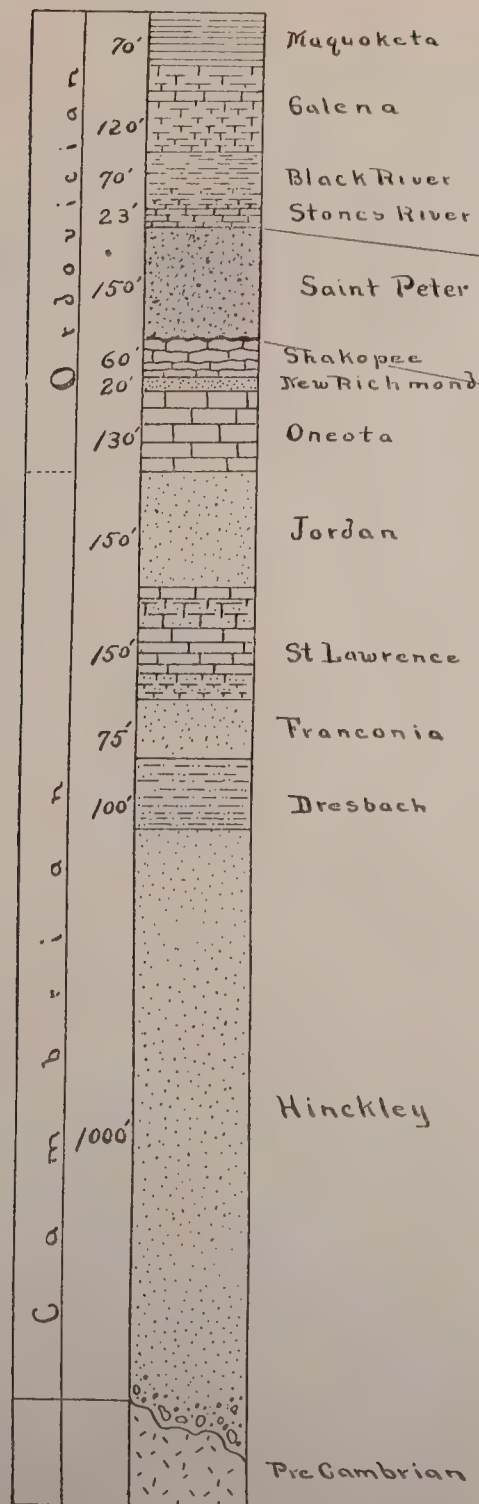 Ordovician
70' Maquoketa
120' Galena
70' Black River
23' Stones River
150' Saint Peter
60' Shakopee
20' New Richmond
130' Oneota
Cambrian
150' Jordan
150' St Lawrence
75' Franconia
100' Dresbach
1000' Hinckley
Pre Cambrian